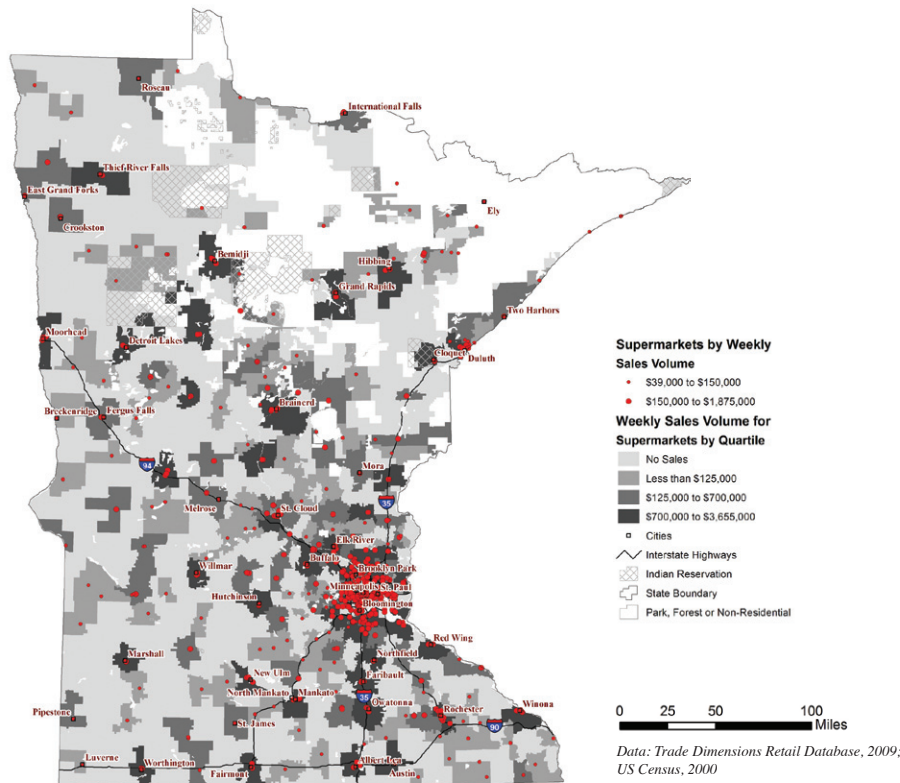 Roseau
International Falls
Thief River Falls
East Grand Forks
Ely
Crookston
Bemidji
Hibbing
Grand Rapids
Two Harbors
Moorhead
Detroit Lakes
Cloquet
Duluth
Brainerd
Breckenridge
Fergus Falls
94
Mora
35
Melrose
St. Cloud
Elk River
Buffalo
Brooklyn Park
Willmar
Minneapolis
St. Paul
Hutchinson
Bloomington
Red Wing
Marshall
Northfield
New Ulm
Faribault
North Mankato
Mankato
35
Owatonna
Winona
Pipestone
St. James
Rochester
90
Luverne
Worthington
Fairmont
Albert Lea
Austin
Supermarkets by Weekly
Sales Volume
$39,000 to $150,000
$150,000 to $1,875,000
Weekly Sales Volume for
Supermarkets by Quartile
No Sales
Less than $125,000
$125,000 to $700,000
$700,000 to $3,655,000
Cities
Interstate Highways
Indian Reservation
State Boundary
Park, Forest or Non-Residential
0 25 50 100
Miles
Data: Trade Dimensions Retail Database, 2009;
US Census, 2000